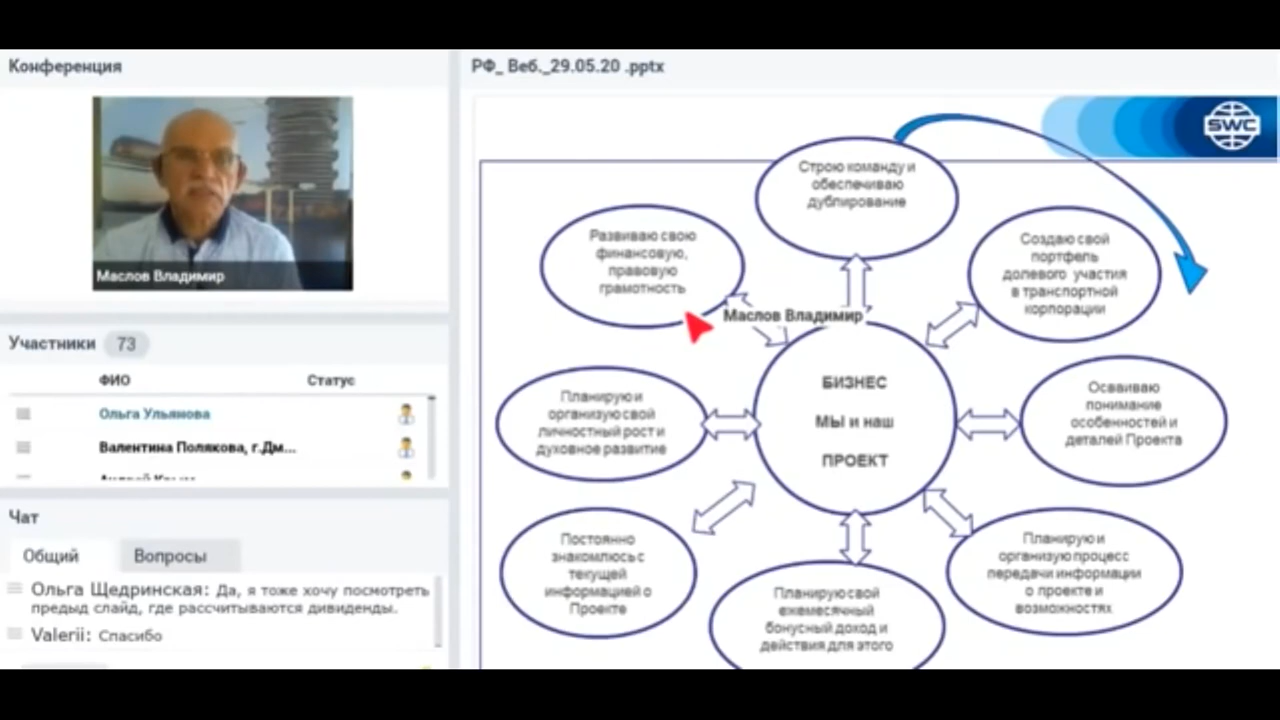 Конференция
Маслов Владимир
Участники 73
ФИО Статус
Ольга Ульянова
Валентина Полякова, г.Дм...
Чат
Общий Вопросы
Ольга Щедринская: Да, я тоже хочу посмотреть
предыд слайд, где рассчитываются дивиденды.
Valerii: Спасибо
РФ_ Веб._29.05.20 .pptx
SWC
Строю команду и
обеспечиваю
дублирование
Развиваю свою
финансовую,
правовую
грамотность
Создаю свой
портфель
долевого участия
в транспортной
корпорации
Маслов Владимир
БИЗНЕС
Мы и наш
ПРОЕКТ
Планирую и
организую свой
личностный рост и
духовное развитие
Осваиваю
понимание
особенностей и
деталей Проекта
Постоянно
знакомлюсь с
текущей
информацией о
Проекте
Планирую свой
ежемесячный
бонусный доход и
действия для этого
Планирую и
организую процесс
передачи информации
о проекте и
возможностях